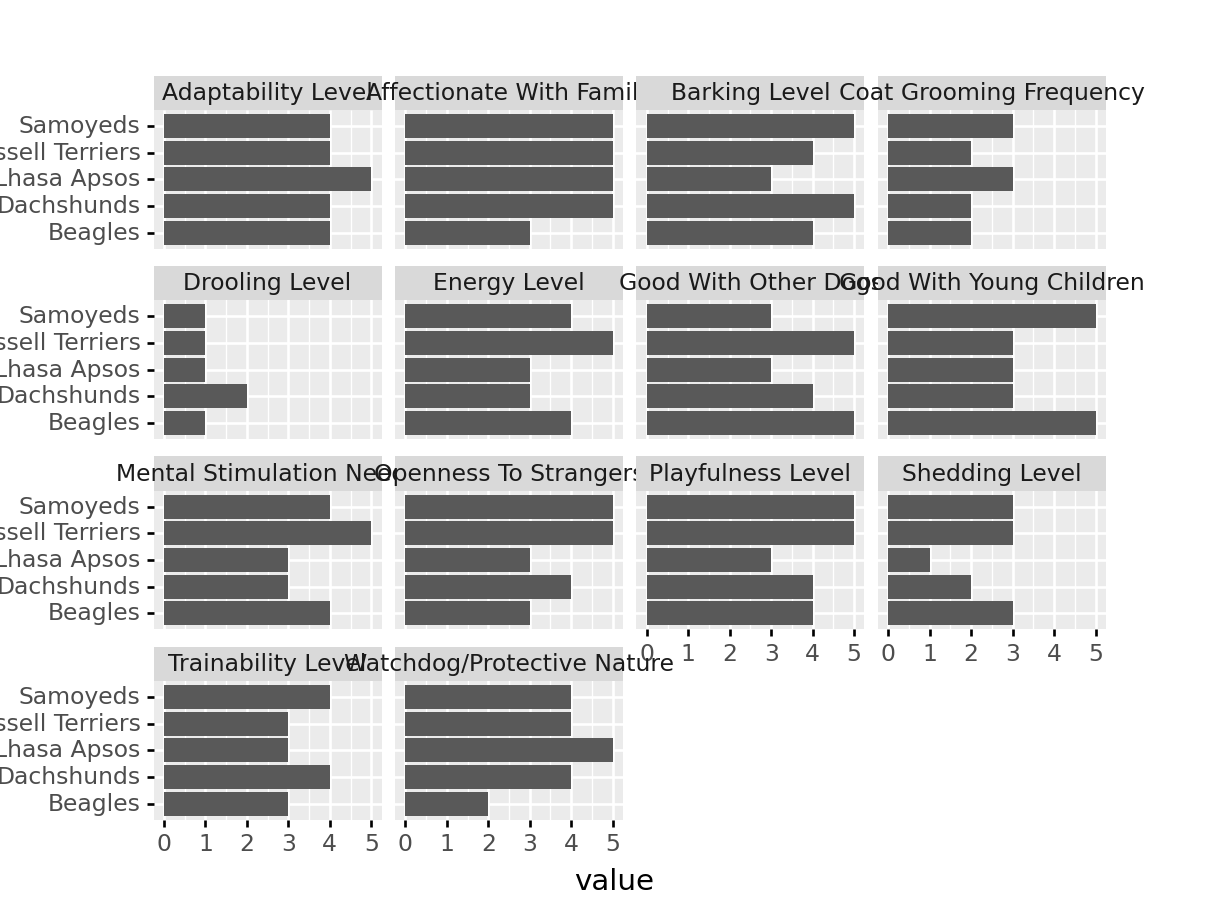 Adaptability Level Affectionate With Famil Barking Level Coat Grooming Frequency
Samoyeds
ssell Terriers
Lhasa Apsos
Dachshunds
Beagles
Drooling Level Energy Level Good With Other Dogs Good With Young Children
Samoyeds
ssell Terriers
Lhasa Apsos
Dachshunds
Beagles
Mental Stimulation Need Openness To Strangers Playfulness Level Shedding Level
Samoyeds
ssell Terriers
Lhasa Apsos
Dachshunds
Beagles
0 1 2 3 4 5 0 1 2 3 4 5
Trainability Level Watchdog/Protective Nature
Samoyeds
ssell Terriers
Lhasa Apsos
Dachshunds
Beagles
0 1 2 3 4 5 0 1 2 3 4 5
value